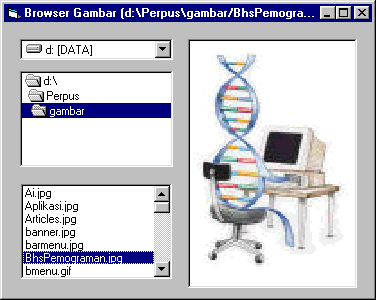 Browser Gambar (d:\Perpus\gambar/BhsPemogra...
d: [DATA]
d:\
Perpus
gambar
Ai.jpg
Aplikasi.jpg
Articles.jpg
banner.jpg
barmenu.jpg
BhsPemograman.jpg
bmenu.gif